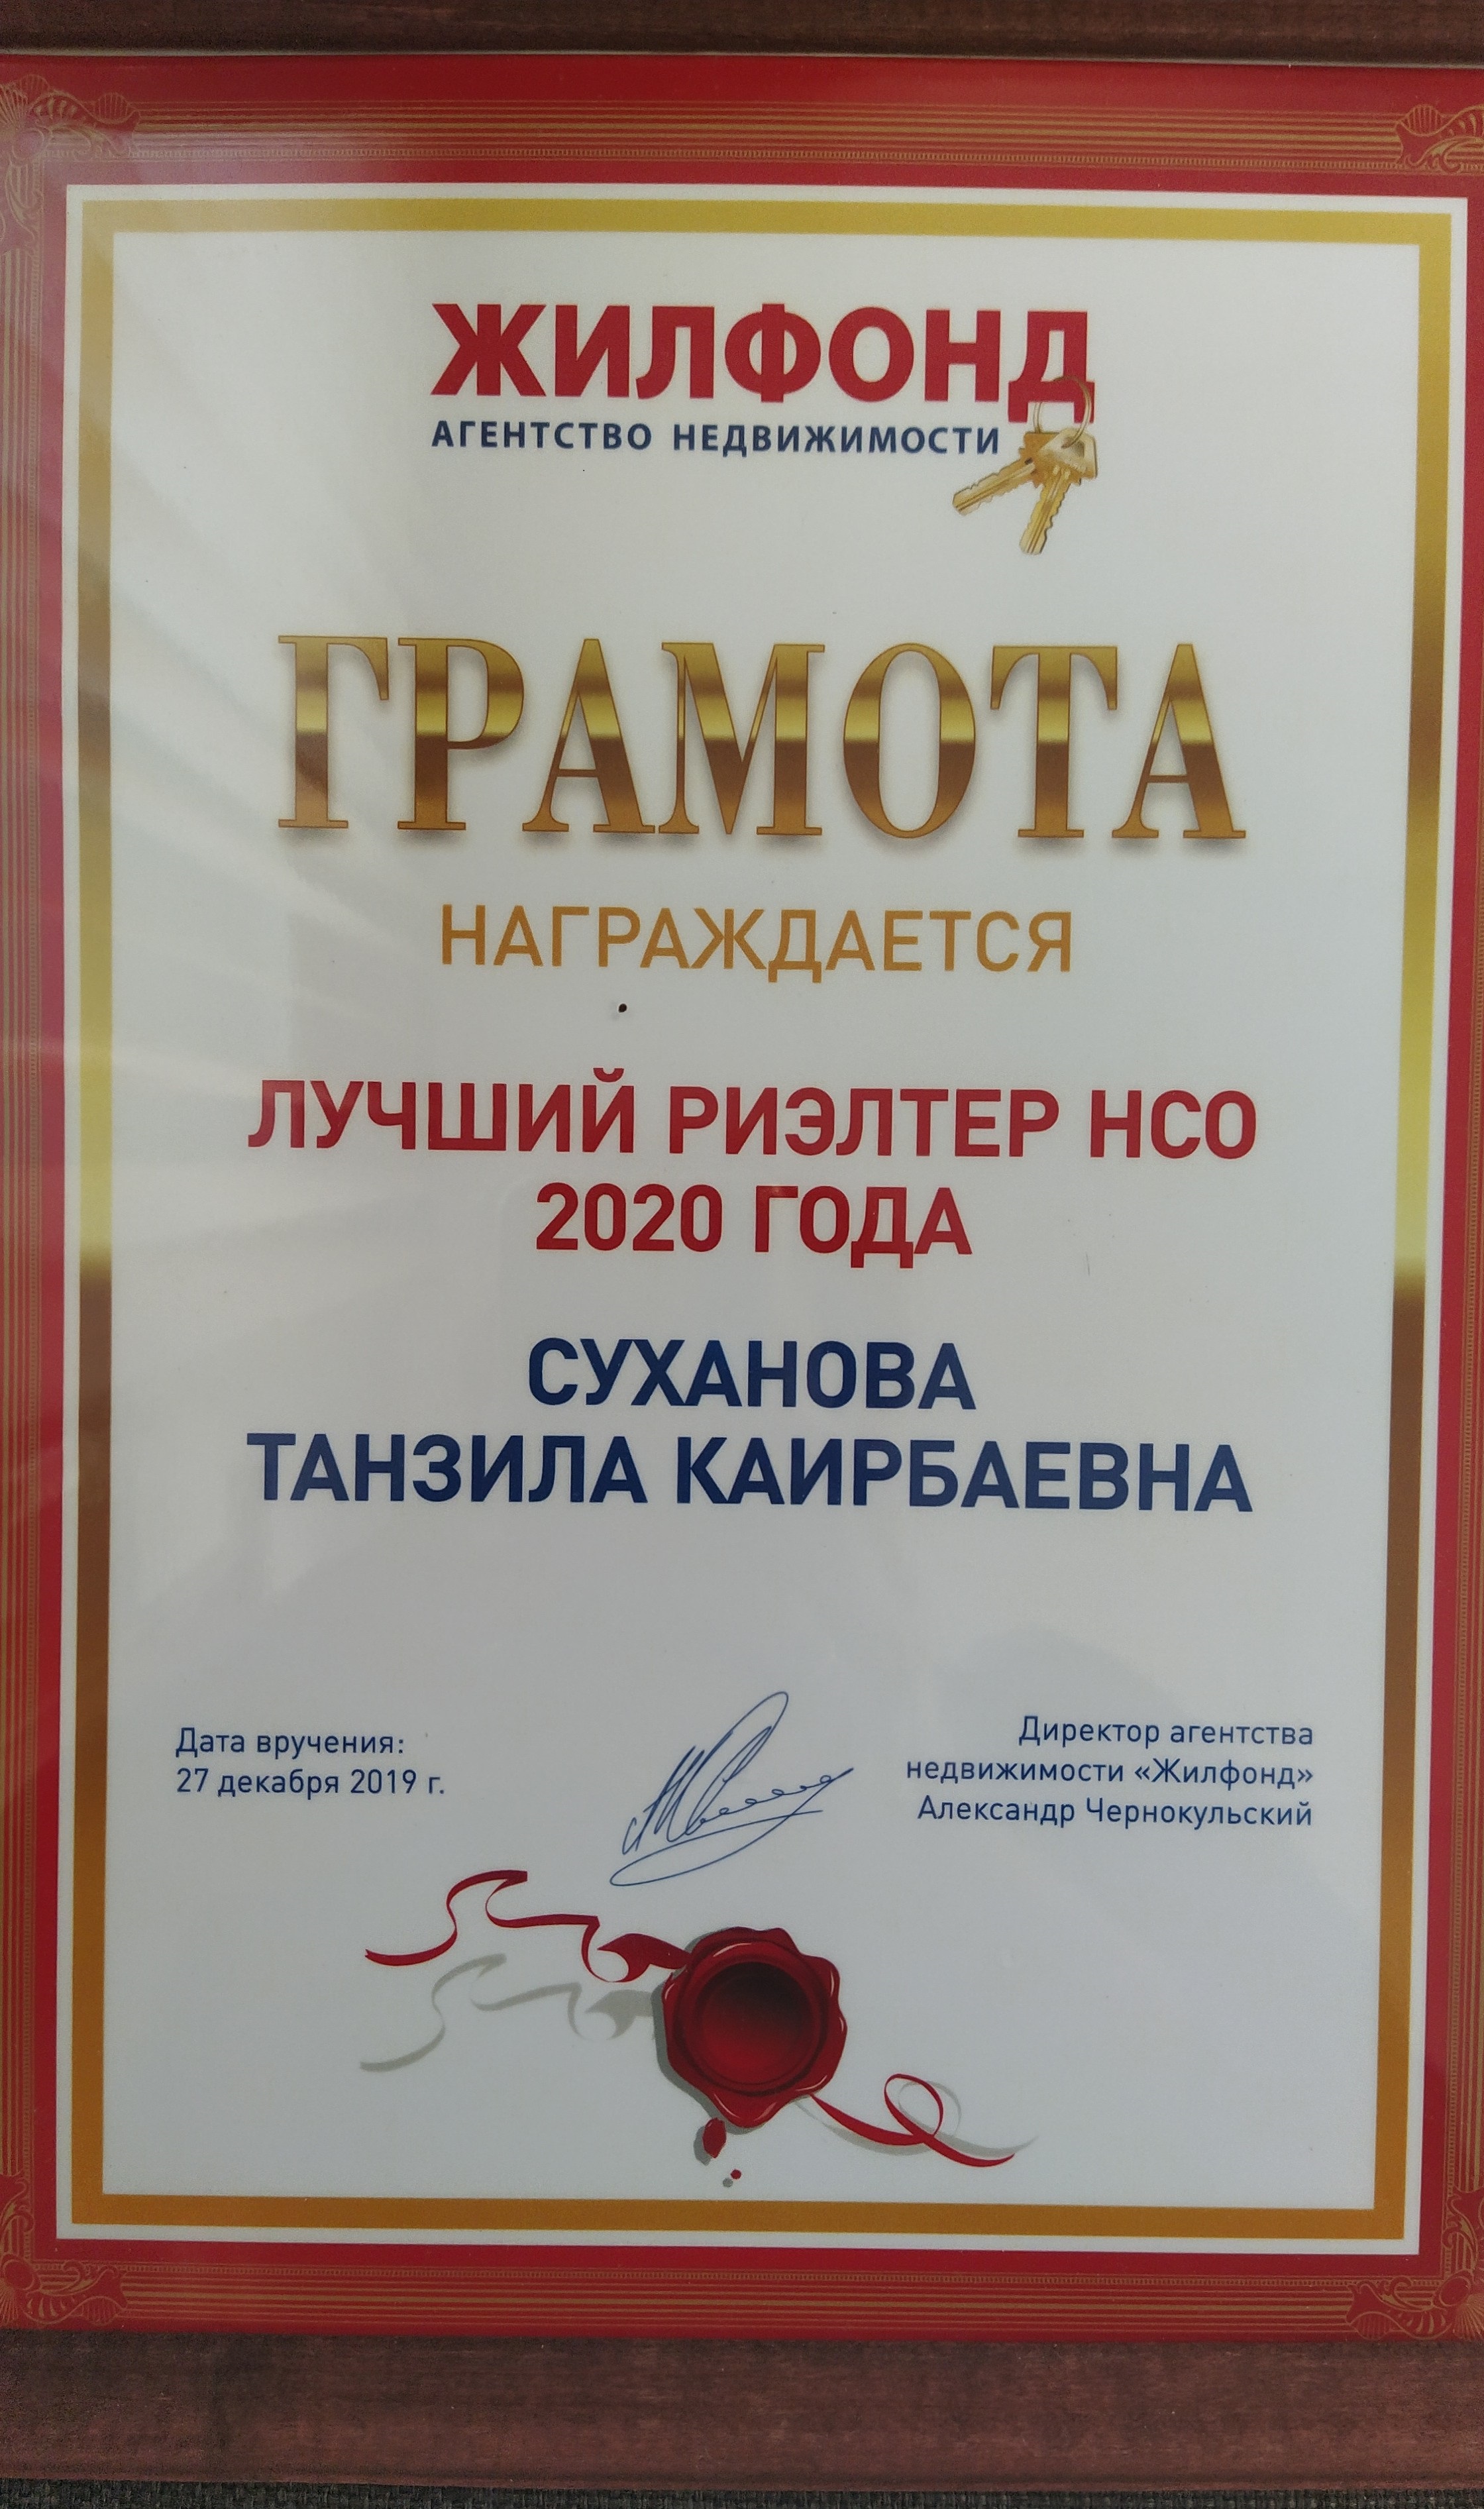 ЖИЛФОНД
АГЕНТСТВО НЕДВИЖИМОСТИ
ГРАМОТА
НАГРАЖДАЕТСЯ
ЛУЧШИЙ РИЭЛТЕР НСО
2020 ГОДА
СУХАНОВА
ТАНЗИЛА КАИРБАЕВНА
Дата вручения:
27 декабря 2019 г.
Директор агентства
недвижимости «Жилфонд»
Александр Чернокульский